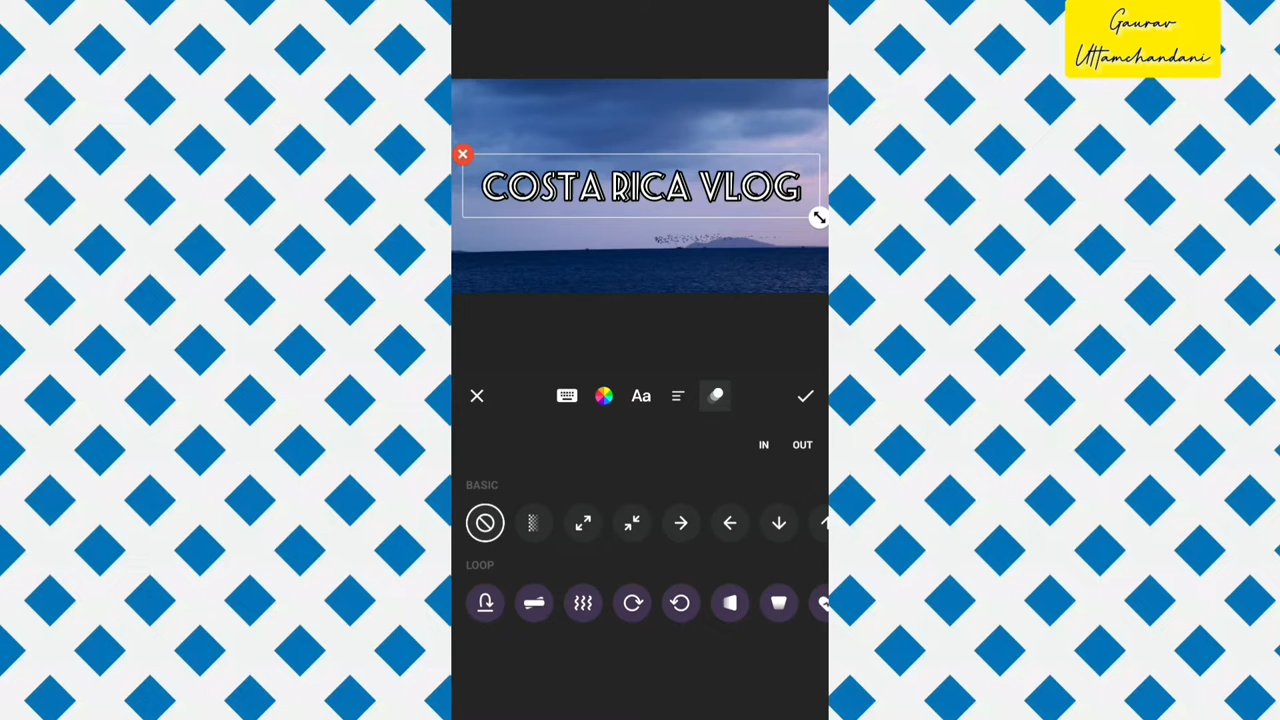 Gaurav
Uttamchandani
COSTA RICA VLOG
Aa
IN OUT
BASIC
LOOP